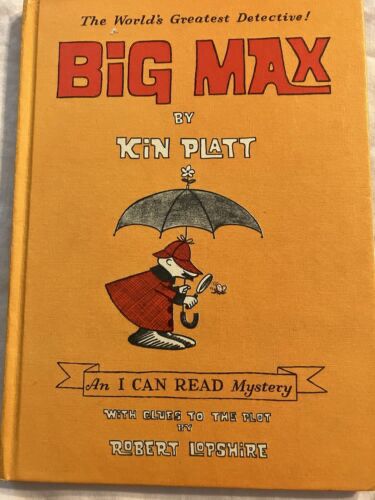 The World's Greatest Detective!
BIG MAX
BY
KIN PLATT
An I CAN READ Mystery
WITH CLUES TO THE PLOT
BY
ROBERT LOPSHIRE